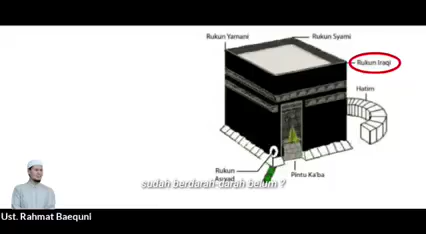 Rukun Yamani
Rukun Syami
Rukun Iraqi
Hatim
Rukun
Aswad
Pintu Ka'ba
sudah berdarah-darah belum ?
Ust. Rahmat Baequni